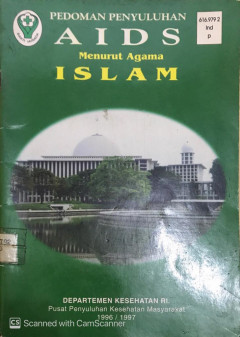 PEDOMAN PENYULUHAN
AIDS
Menurut Agama
ISLAM
616.979 2
Ind
p
DEPARTEMEN KESEHATAN RI.
Pusat Penyuluhan Kesehatan Masyarakat
1996 / 1997
CS Scanned with CamScanner